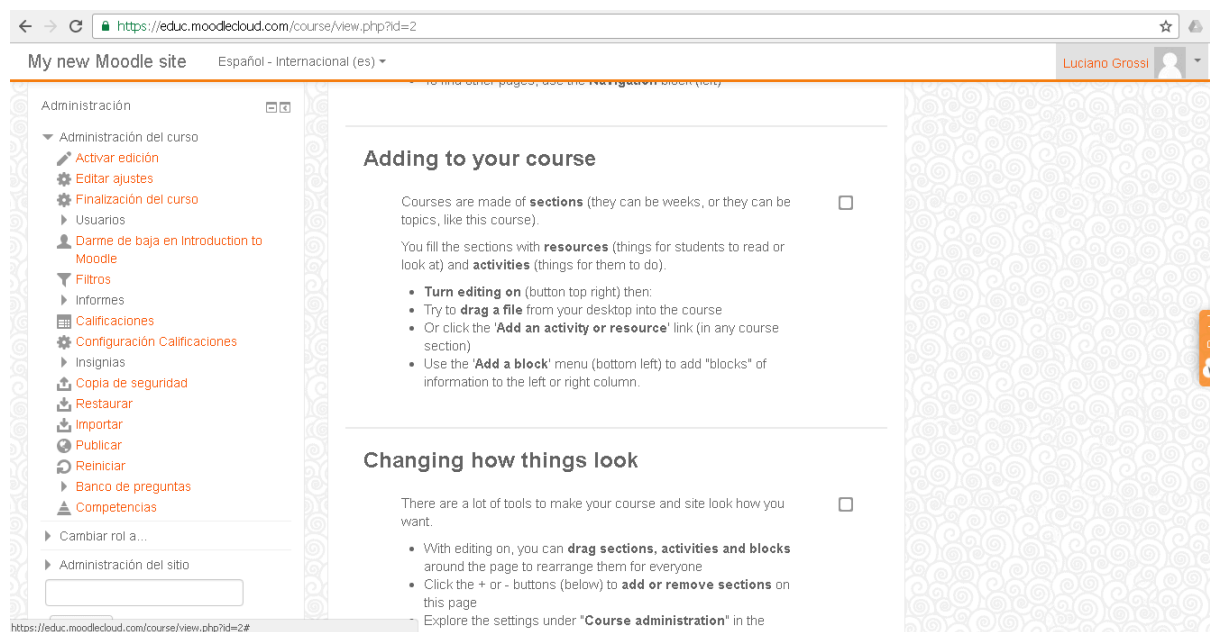 https://educ.moodlecloud.com/course/view.php?id=2
My new Moodle site
Español - Internacional (es)
Luciano Grossi
To find other pages, use the Navigation block (left)
Administración
Administración del curso
Activar edición
Editar ajustes
Finalización del curso
Usuarios
Darme de baja en Introduction to
Moodle
Filtros
Informes
Calificaciones
Configuración Calificaciones
Insignias
Copia de seguridad
Restaurar
Importar
Publicar
Reiniciar
Banco de preguntas
Competencias
Cambiar rol a...
Administración del sitio
Adding to your course
Courses are made of sections (they can be weeks, or they can be
topics, like this course).
You fill the sections with resources (things for students to read or
look at) and activities (things for them to do).
Turn editing on (button top right) then:
Try to drag a file from your desktop into the course
Or click the 'Add an activity or resource' link (in any course
section)
Use the 'Add a block' menu (bottom left) to add "blocks" of
information to the left or right column.
Changing how things look
There are a lot of tools to make your course and site look how you
want.
With editing on, you can drag sections, activities and blocks
around the page to rearrange them for everyone
Click the + or - buttons (below) to add or remove sections on
this page
Explore the settings under "Course administration" in the
https://educ.moodlecloud.com/course/view.php?id=2#